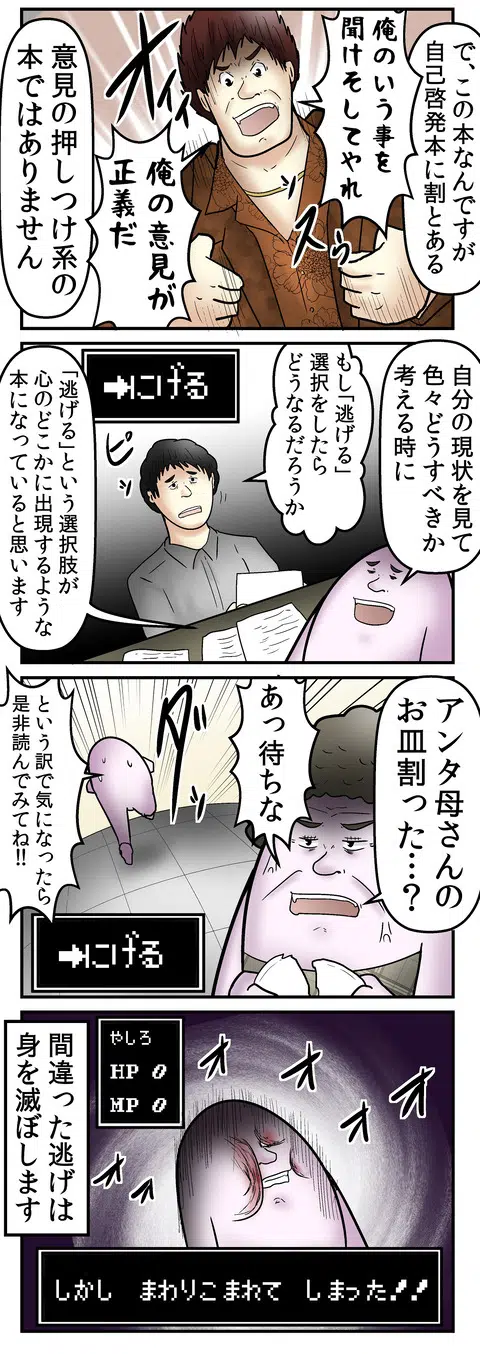 で、この本なんですが
自己啓発本に割とある
俺のいう事を
聞けそしてやれ
オイィィ
スゥ
俺の意見が
正義だ
意見の押しつけ系の
本ではありません
自分の現状を見て
色々どうすべきか
考える時に
もし「逃げる」
選択をしたら
どうなるだろうか
➡にげる
ピッ
「逃げる」という選択肢が
心のどこかに出現するような
本になっていると思います
アンタ母さんの
お皿割った…?
あっ待ちな
ダッ
という訳で気になったら
是非読んでみてね!!
➡にげる
やしろ
HP 0
MP 0
オオオオオ
間違った逃げは
身を滅ぼします
しかし まわりこまれて しまった!!